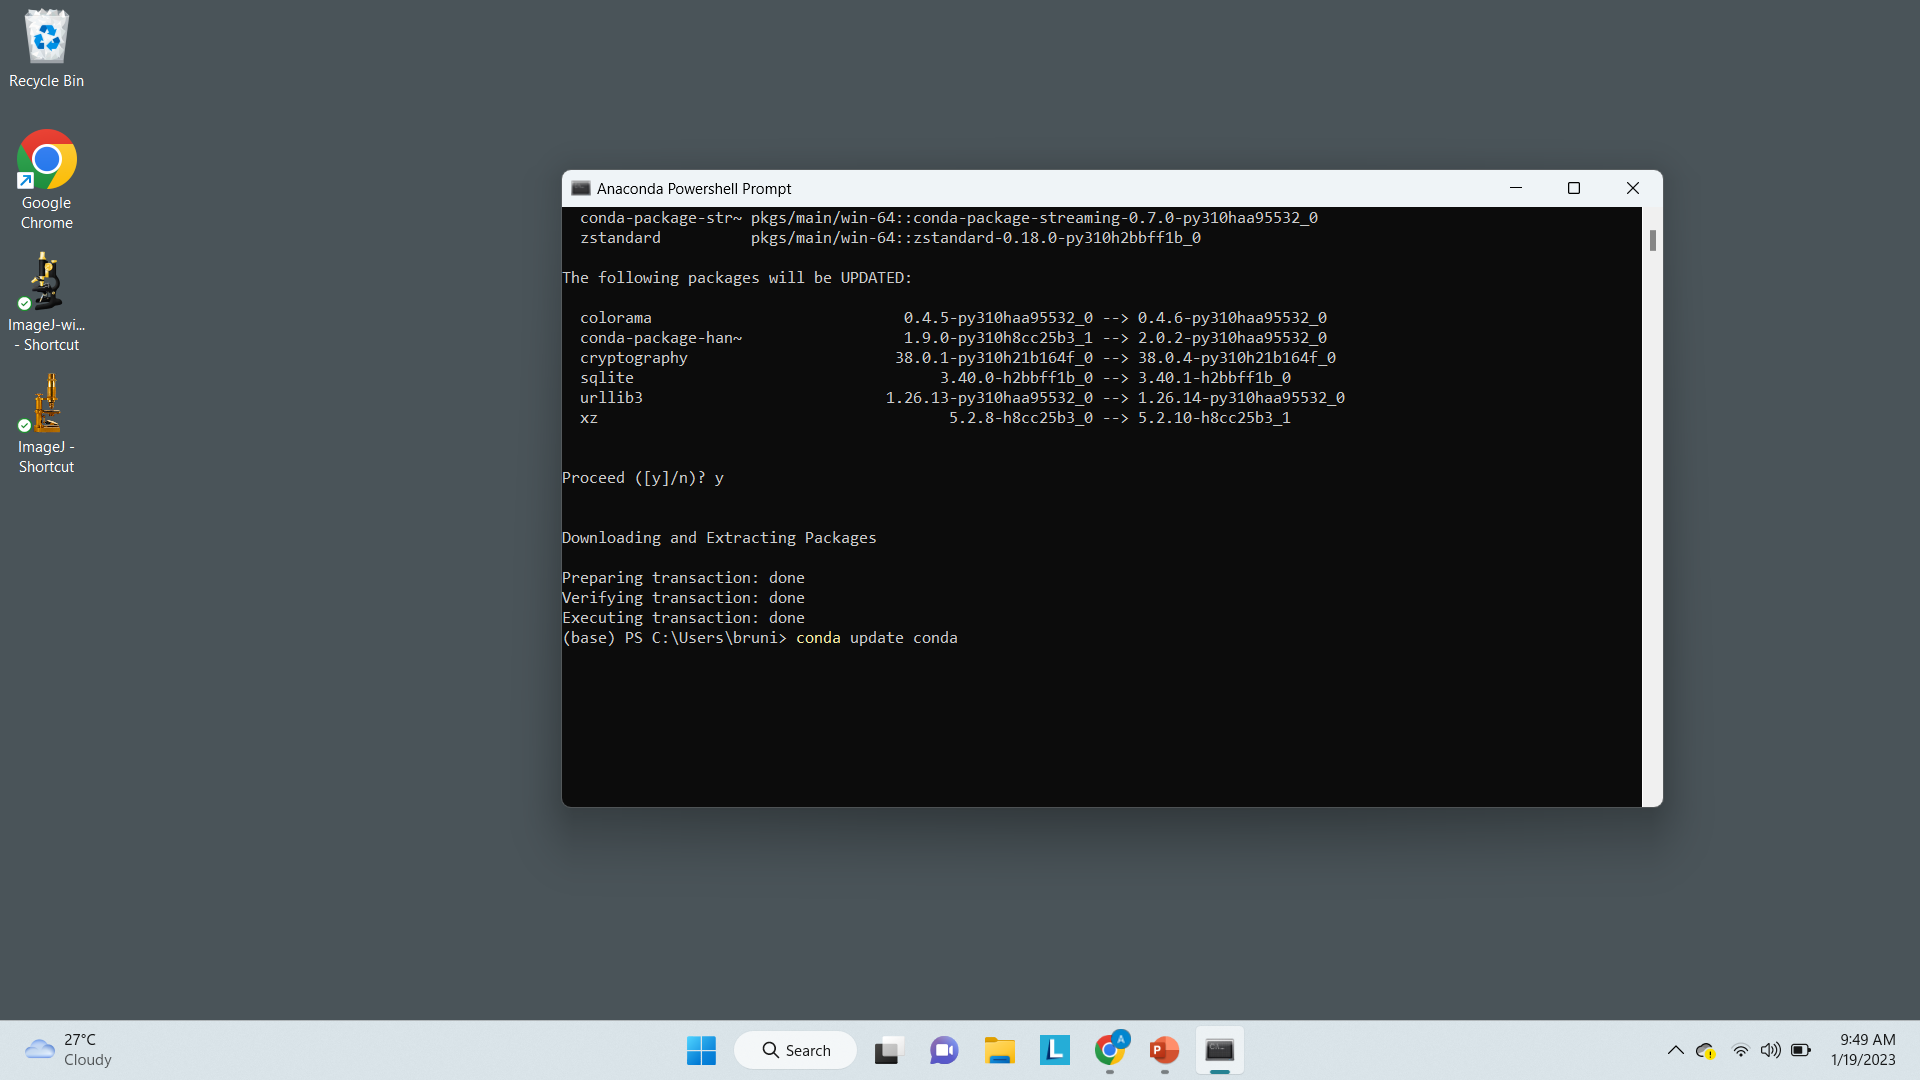 Recycle Bin
Google
Chrome
ImageJ-wi...
- Shortcut
ImageJ -
Shortcut
Anaconda Powershell Prompt
conda-package-str~ pkgs/main/win-64::conda-package-streaming-0.7.0-py310haa95532_0
zstandard pkgs/main/win-64::zstandard-0.18.0-py310h2bbff1b_0
The following packages will be UPDATED:
colorama 0.4.5-py310haa95532_0 --> 0.4.6-py310haa95532_0
conda-package-han~ 1.9.0-py310h8cc25b3_1 --> 2.0.2-py310haa95532_0
cryptography 38.0.1-py310h21b164f_0 --> 38.0.4-py310h21b164f_0
sqlite 3.40.0-h2bbff1b_0 --> 3.40.1-h2bbff1b_0
urllib3 1.26.13-py310haa95532_0 --> 1.26.14-py310haa95532_0
xz 5.2.8-h8cc25b3_0 --> 5.2.10-h8cc25b3_1
Proceed ([y]/n)? y
Downloading and Extracting Packages
Preparing transaction: done
Verifying transaction: done
Executing transaction: done
(base) PS C:\Users\bruni> conda update conda
27°C
Cloudy
Search
L
A
P
9:49 AM
1/19/2023